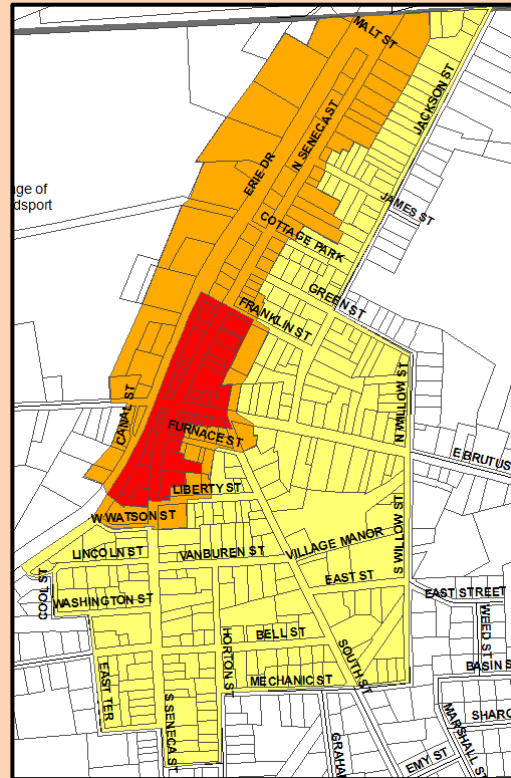 MALT ST
JACKSON ST
N SENECA ST
ERIE DR
age of
dsport
JAMES ST
COTTAGE PARK
GREEN ST
FRANKLIN ST
N WILLOW ST
CANAL ST
FURNACE ST
E BRUTUS
LIBERTY ST
W WATSON ST
S WILLOW ST
LINCOLN ST
VANBUREN ST
VILLAGE MANOR
COOL ST
EAST ST
WASHINGTON ST
EAST STREET
WEED ST
HORTON ST
BELL ST
SOUTH ST
EAST TER
MECHANIC ST
BASIN S
S SENECA ST
MARSHALL ST
SHARO
GRAHA
EMY ST